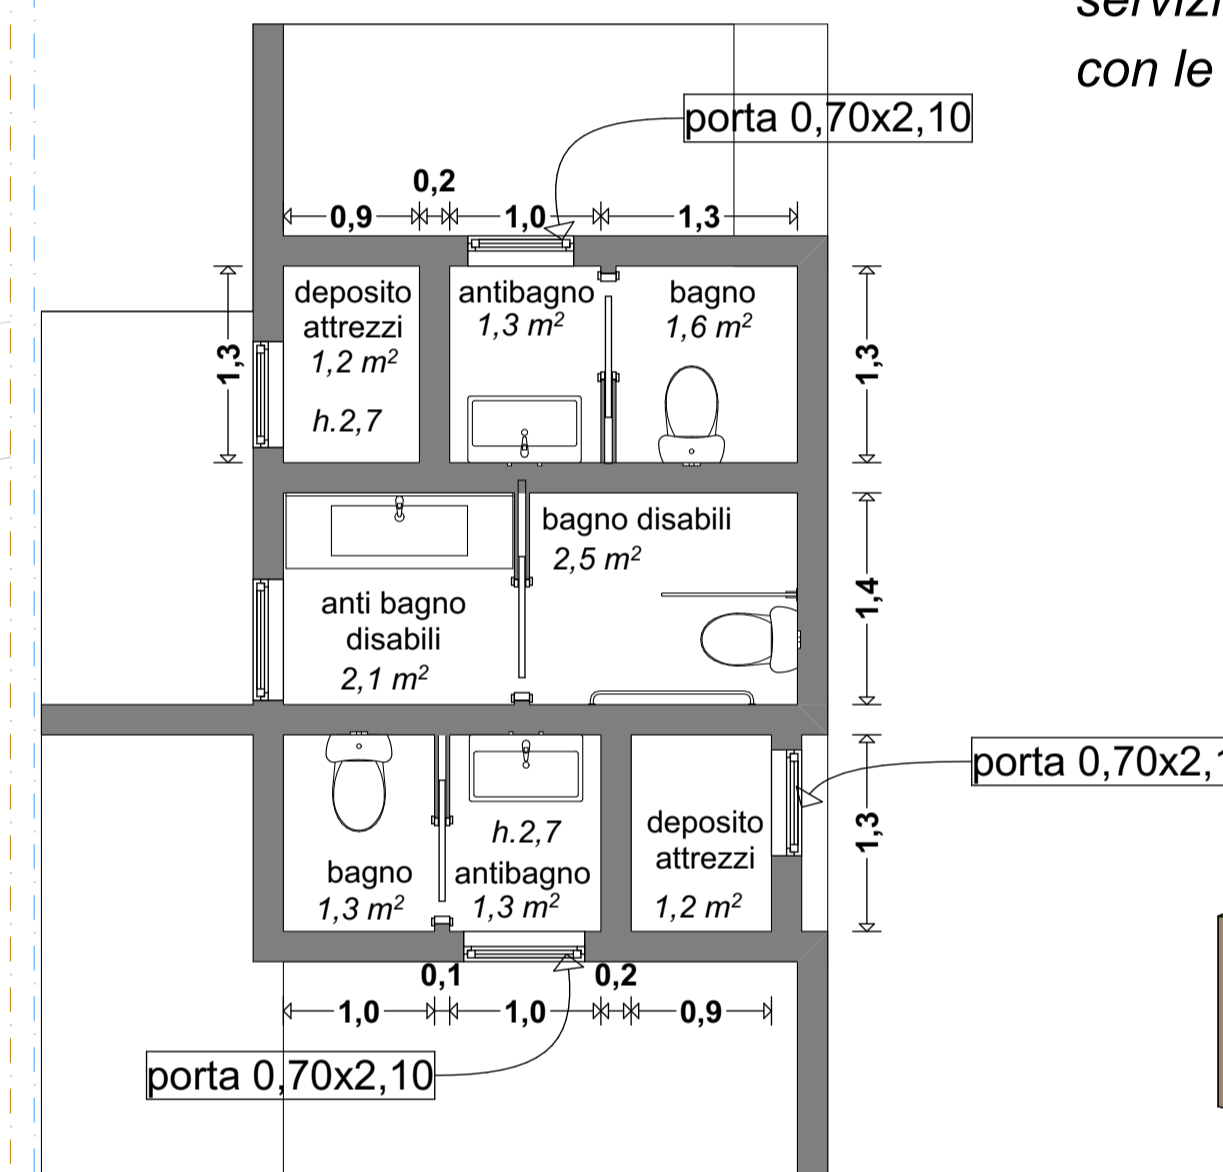 servizi
con le
porta 0,70x2,10
0,2
0,9
1,0
1,3
deposito
attrezzi
1,2 m²
h.2,7
antibagno
1,3 m²
bagno
1,6 m²
1,3
1,3
bagno disabili
2,5 m²
anti bagno
disabili
2,1 m²
1,4
porta 0,70x2,1
bagno
1,3 m²
h.2,7
antibagno
1,3 m²
deposito
attrezzi
1,2 m²
1,3
0,1
0,2
1,0
1,0
0,9
porta 0,70x2,10